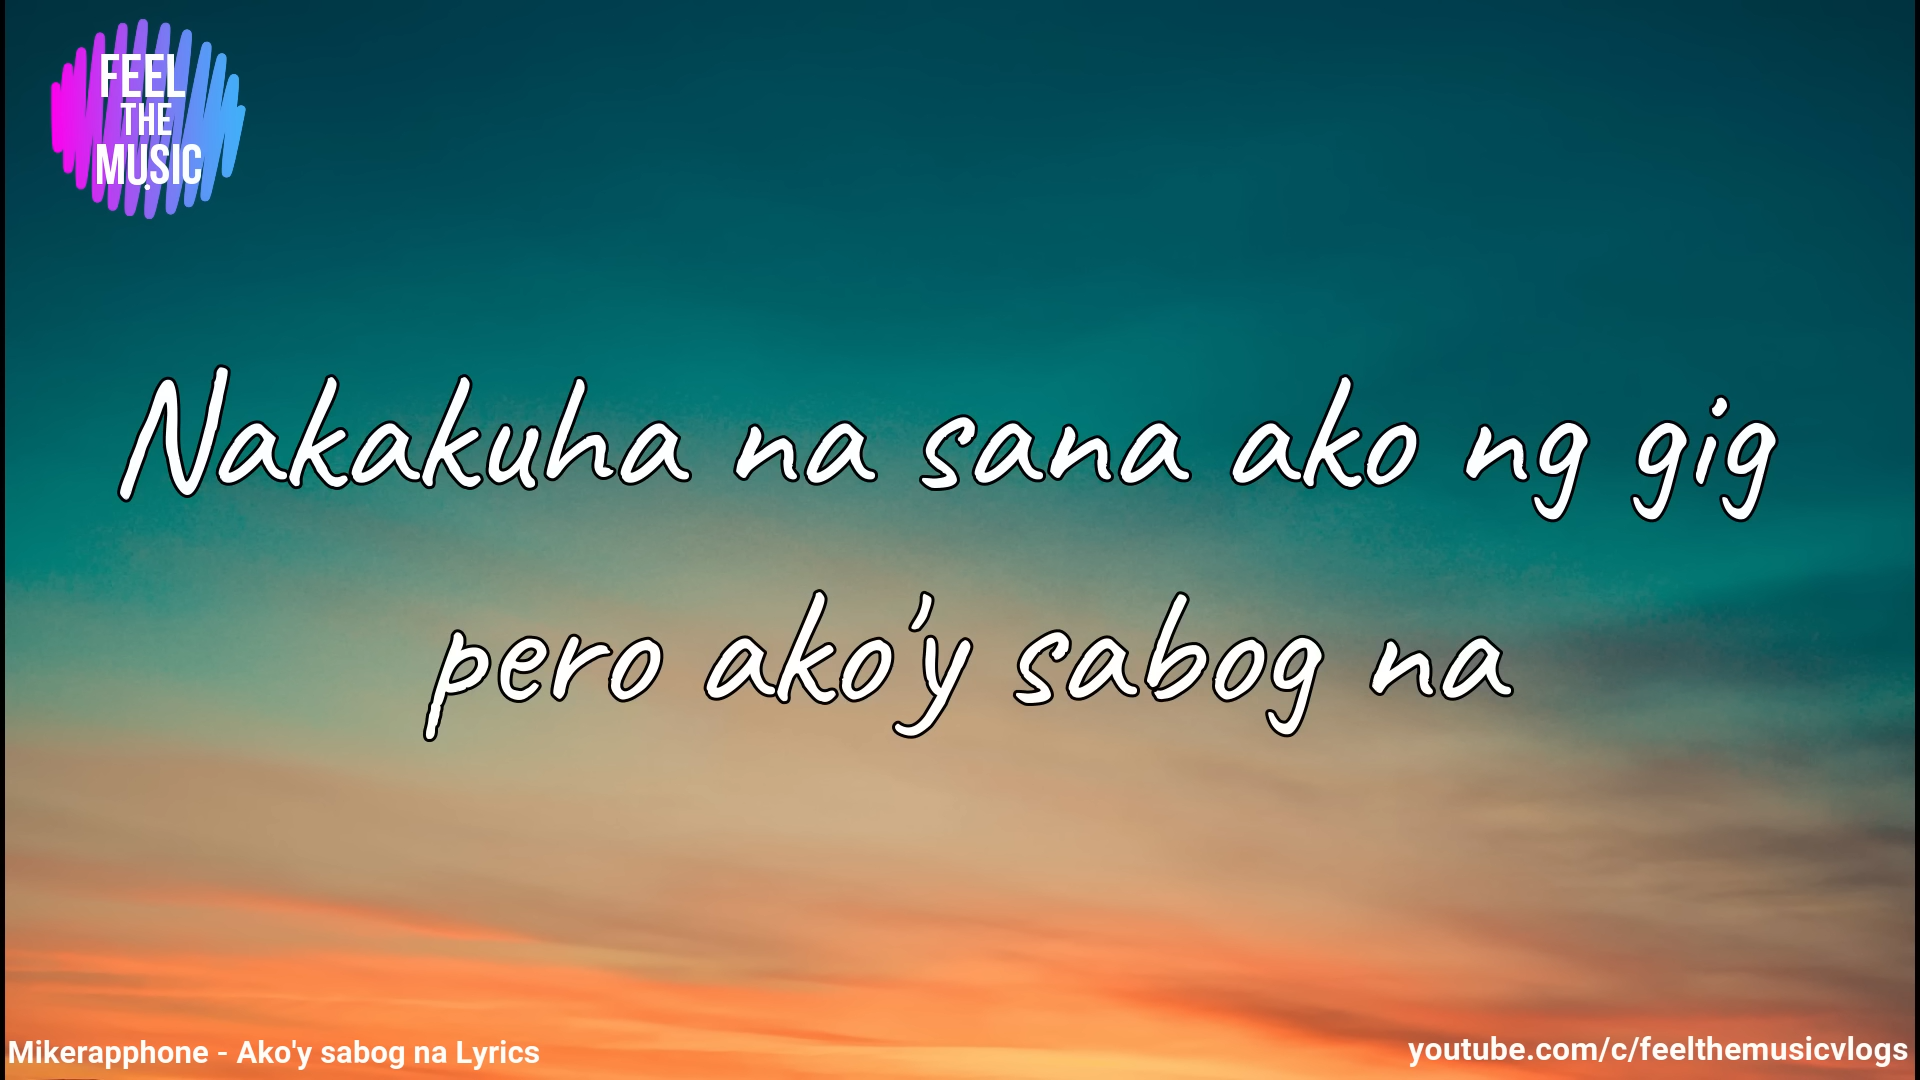 FEEL
THE
MUSIC
Nakakuha na sana ako ng gig
pero ako'y sabog na
Mikerapphone - Ako'y sabog na Lyrics
youtube.com/c/feelthemusicvlogs